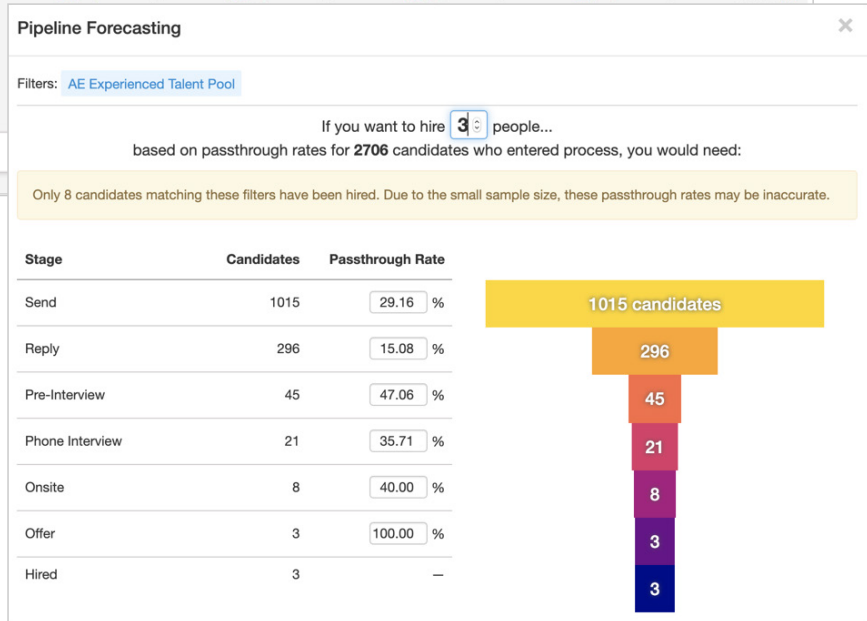 Pipeline Forecasting ×
Filters: AE Experienced Talent Pool
If you want to hire 3 people...
based on passthrough rates for 2706 candidates who entered process, you would need:
Only 8 candidates matching these filters have been hired. Due to the small sample size, these passthrough rates may be inaccurate.
Stage Candidates Passthrough Rate
Send 1015 29.16 %
Reply 296 15.08 %
Pre-Interview 45 47.06 %
Phone Interview 21 35.71 %
Onsite 8 40.00 %
Offer 3 100.00 %
Hired 3 —
1015 candidates
296
45
21
8
3
3